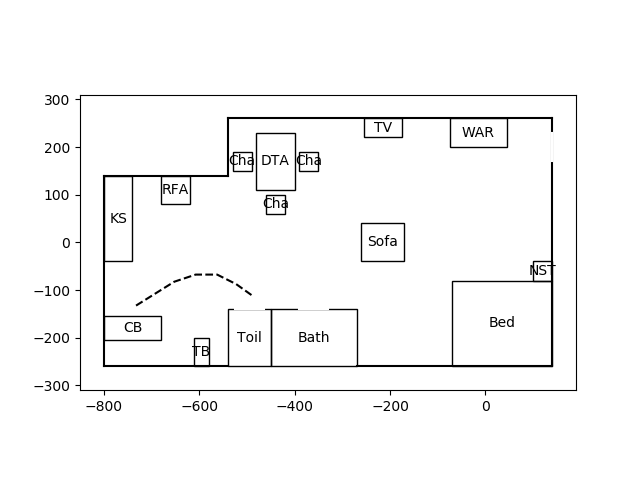 300
200
100
0
−100
−200
−300
−800
−600
−400
−200
0
TV
WAR
Cha
DTA
Cha
RFA
Cha
KS
Sofa
NST
Bed
CB
TB
Toil
Bath